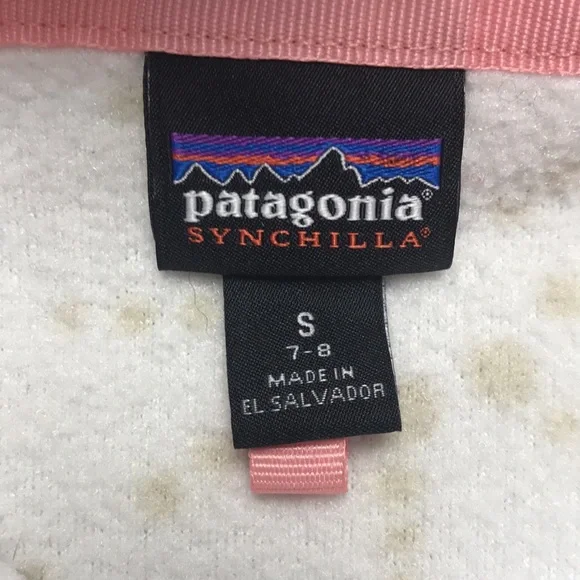 patagonia®
SYNCHILLA®
S
7-8
MADE IN
EL SALVADOR